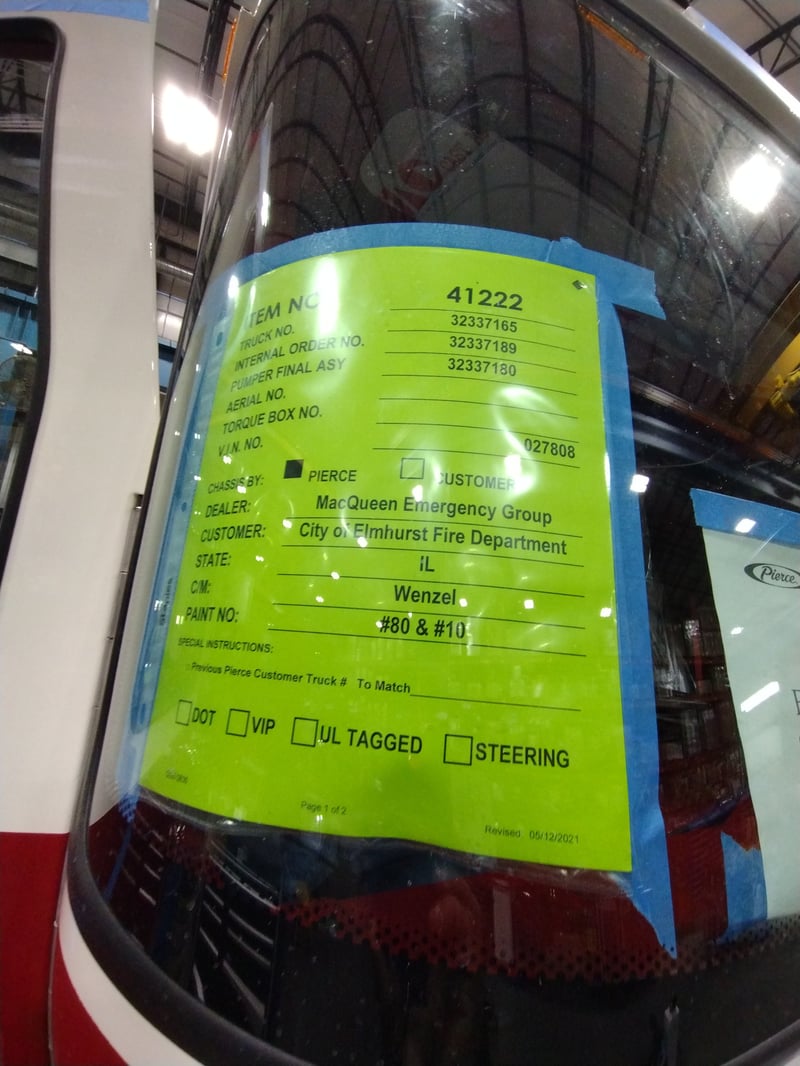 ITEM NO.
41222
TRUCK NO.
32337165
INTERNAL ORDER NO.
32337189
PUMPER FINAL ASY
32337180
AERIAL NO.
TORQUE BOX NO.
V.I.N. NO.
027808
CHASSIS BY: PIERCE CUSTOMER
DEALER: MacQueen Emergency Group
CUSTOMER: City of Elmhurst Fire Department
STATE: IL
C/M: Wenzel
PAINT NO: #80 & #10
SPECIAL INSTRUCTIONS:
Previous Pierce Customer Truck # To Match
DOT VIP UL TAGGED STEERING
Page 1 of 2
Revised 05/12/2021
Pierce